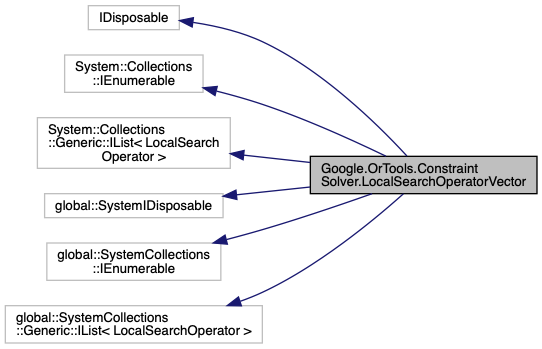 IDisposable
System::Collections
::IEnumerable
System::Collections
::Generic::IList< LocalSearch
Operator >
Google.OrTools.Constraint
Solver.LocalSearchOperatorVector
global::SystemIDisposable
global::SystemCollections
::IEnumerable
global::SystemCollections
::Generic::IList< LocalSearchOperator >